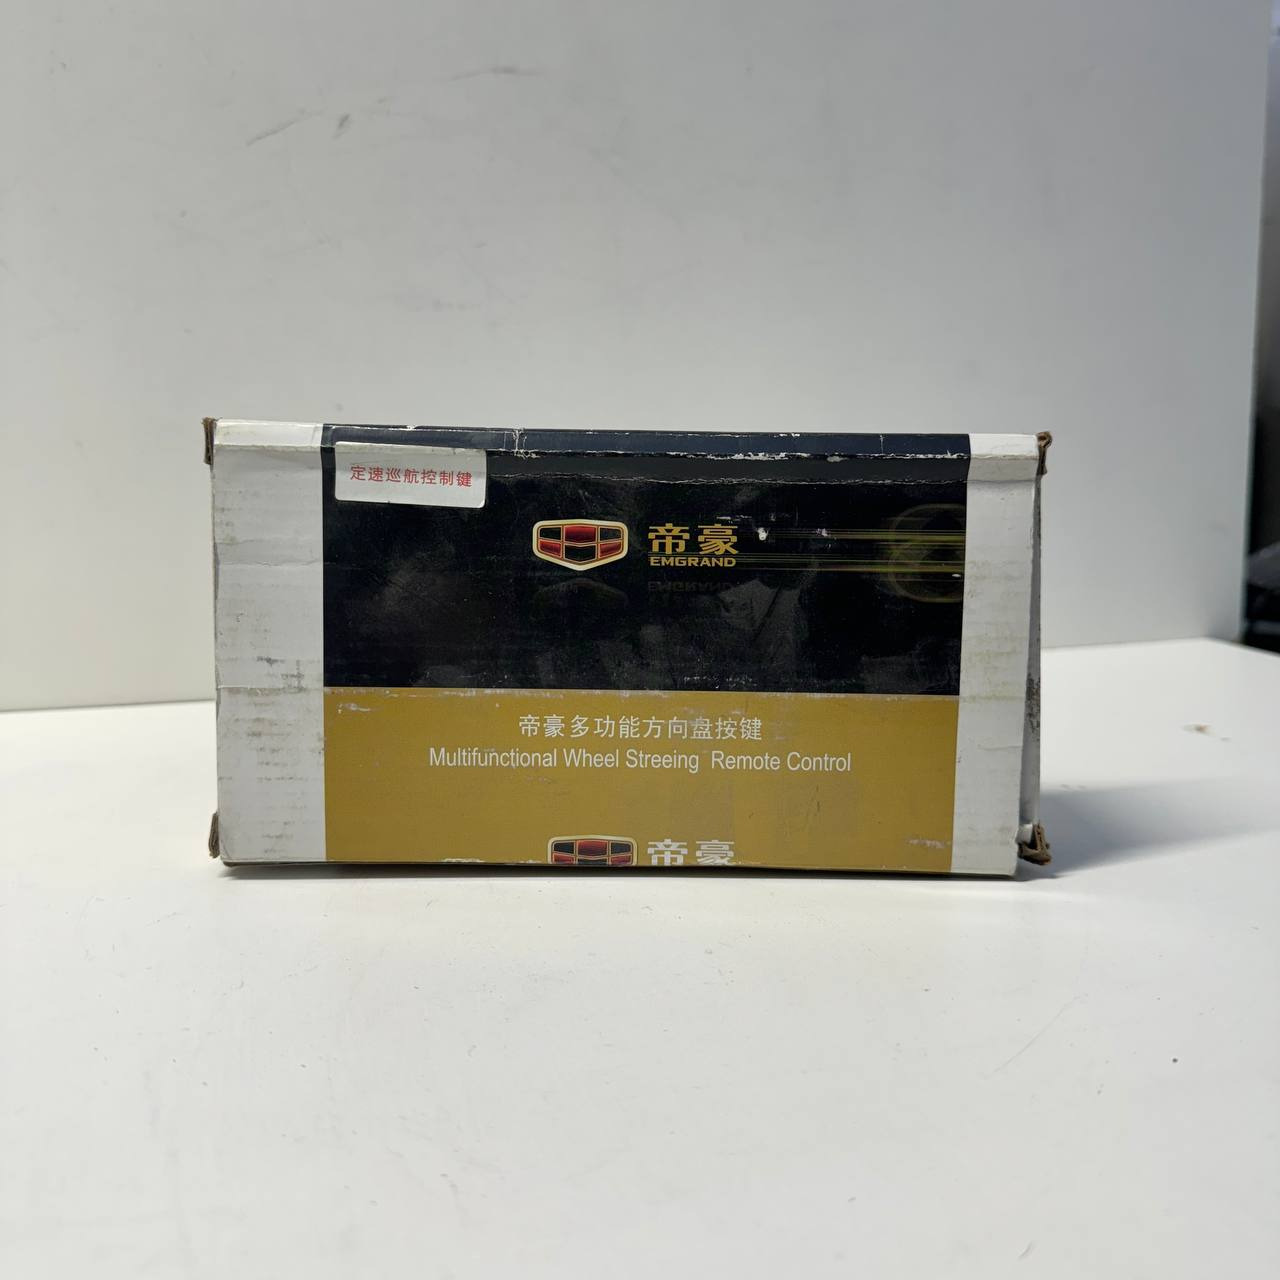 定速巡航控制键
帝豪
EMGRAND
EMGRAND
帝豪多功能方向盘按键
Multifunctional Wheel Streeing Remote Control
帝豪